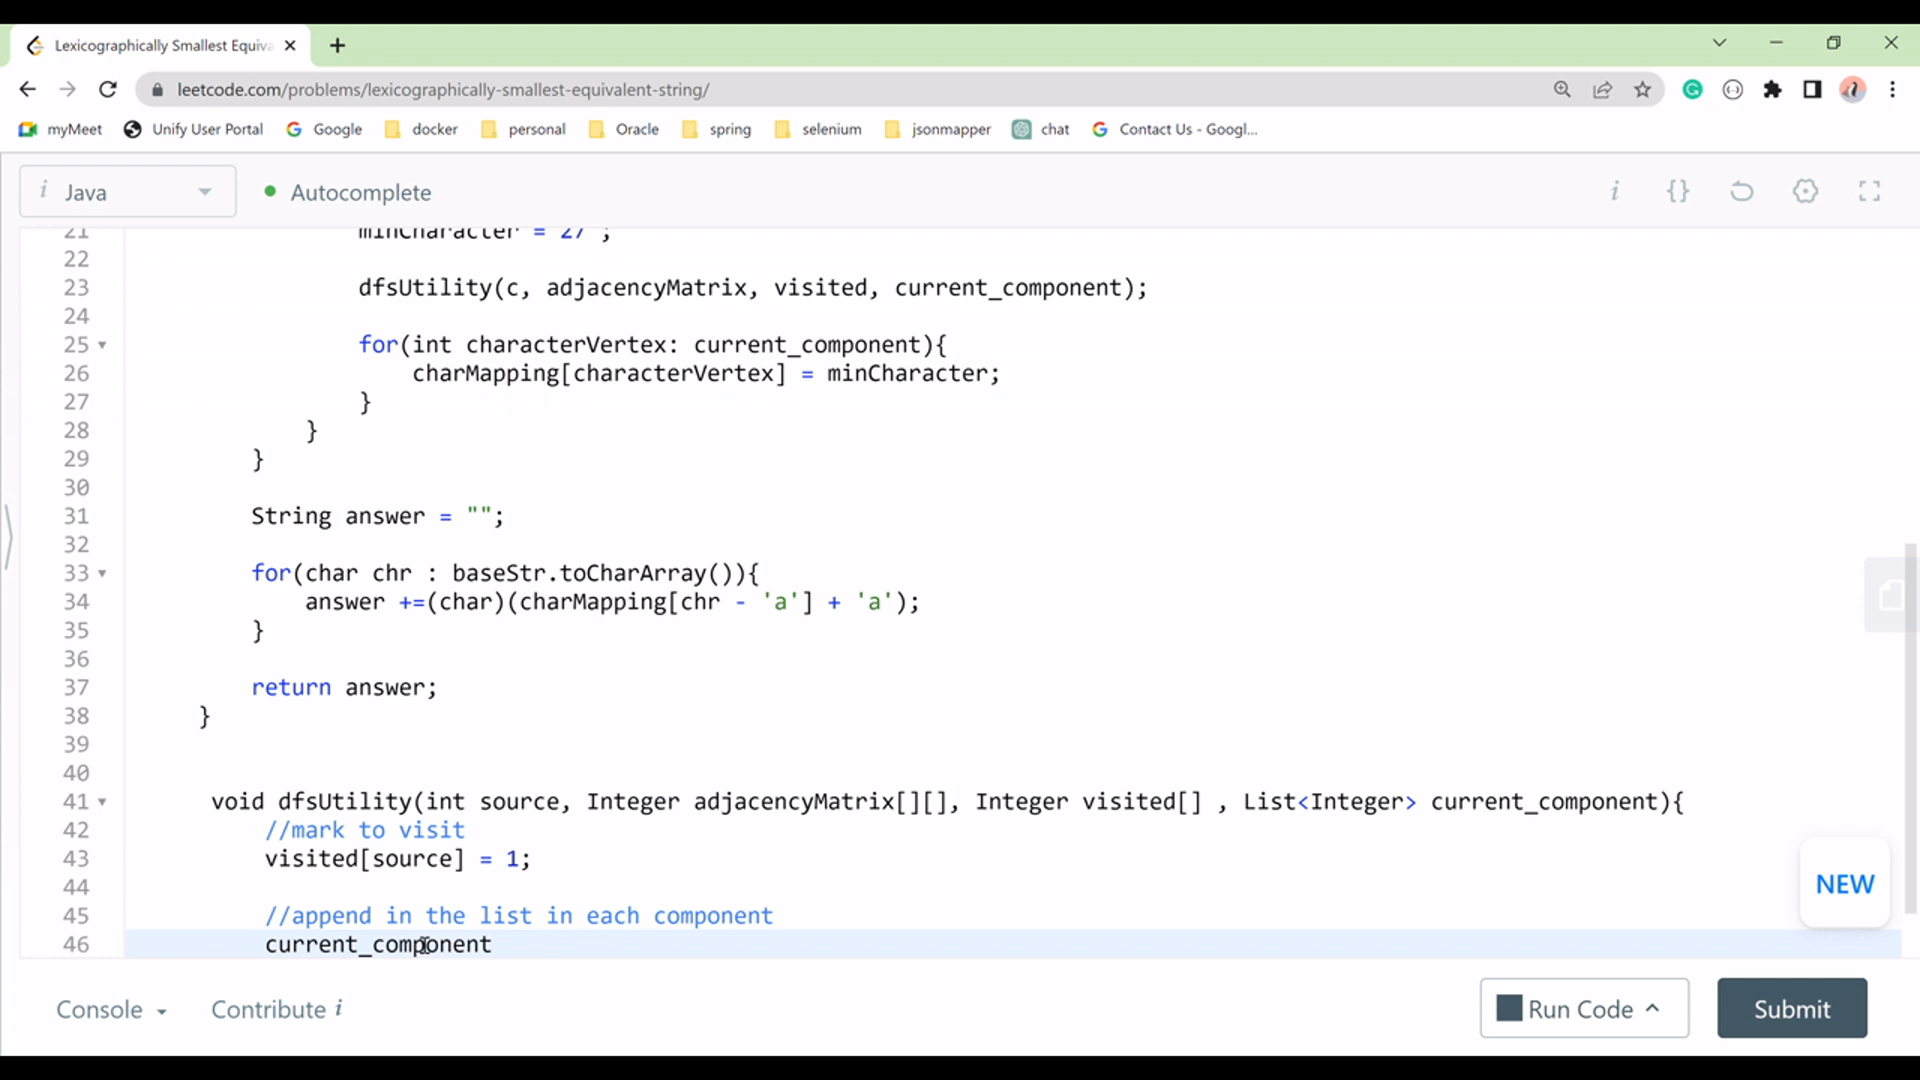 Lexicographically Smallest Equiva
leetcode.com/problems/lexicographically-smallest-equivalent-string/
myMeet Unify User Portal Google docker personal Oracle spring selenium jsonmapper chat Contact Us - Googl...
i Java Autocomplete i {}
21 minCharacter = 27 ;
22
23 dfsUtility(c, adjacencyMatrix, visited, current_component);
24
25 for(int characterVertex: current_component){
26 charMapping[characterVertex] = minCharacter;
27 }
28 }
29 }
30
31 String answer = "";
32
33 for(char chr : baseStr.toCharArray()){
34 answer +=(char)(charMapping[chr - 'a'] + 'a');
35 }
36
37 return answer;
38 }
39
40
41 void dfsUtility(int source, Integer adjacencyMatrix[][], Integer visited[] , List<Integer> current_component){
42 //mark to visit
43 visited[source] = 1;
44
45 //append in the list in each component
46 current_component
NEW
Console Contribute i Run Code Submit